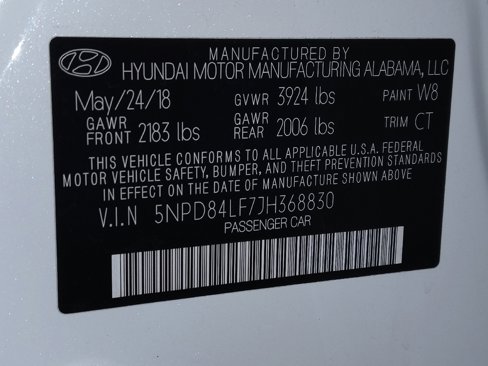 MANUFACTURED BY
HYUNDAI MOTOR MANUFACTURING ALABAMA, LLC
May/24/18 GVWR 3924 lbs PAINT W8
GAWR FRONT 2183 lbs GAWR REAR 2006 lbs TRIM CT
THIS VEHICLE CONFORMS TO ALL APPLICABLE U.S.A. FEDERAL
MOTOR VEHICLE SAFETY, BUMPER, AND THEFT PREVENTION STANDARDS
IN EFFECT ON THE DATE OF MANUFACTURE SHOWN ABOVE.
V.I.N 5NPD84LF7JH368830
PASSENGER CAR